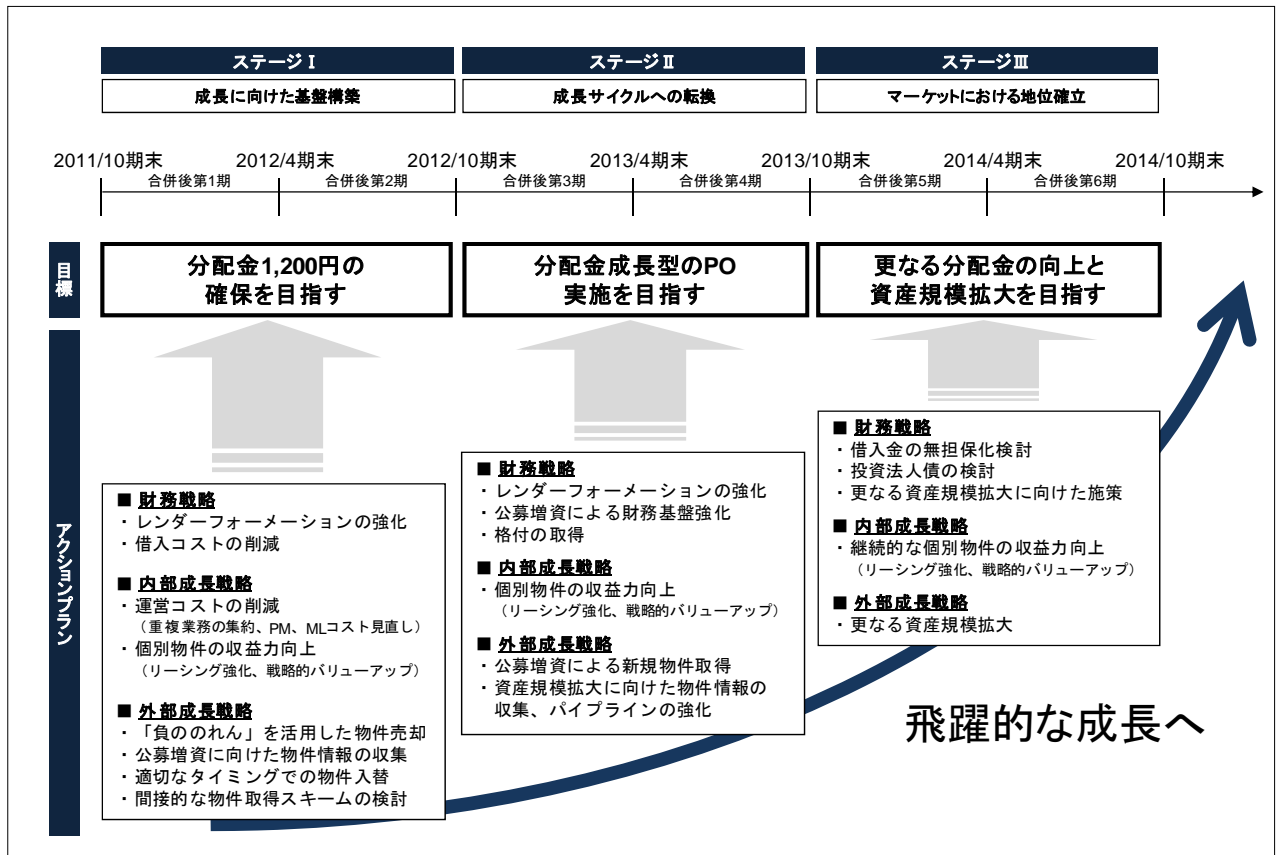 ステージⅠ
成長に向けた基盤構築
ステージⅡ
成長サイクルへの転換
ステージⅢ
マーケットにおける地位確立
2011/10期末
2012/4期末
2012/10期末
2013/4期末
2013/10期末
2014/4期末
2014/10期末
合併後第1期
合併後第2期
合併後第3期
合併後第4期
合併後第5期
合併後第6期
目標
分配金1,200円の
確保を目指す
分配金成長型のPO
実施を目指す
更なる分配金の向上と
資産規模拡大を目指す
アクションプラン
■ 財務戦略
・レンダーフォーメーションの強化
・借入コストの削減
■ 内部成長戦略
・運営コストの削減
(重複業務の集約、PM、MLコスト見直し)
・個別物件の収益力向上
(リーシング強化、戦略的バリューアップ)
■ 外部成長戦略
・「負ののれん」を活用した物件売却
・公募増資に向けた物件情報の収集
・適切なタイミングでの物件入替
・間接的な物件取得スキームの検討
■ 財務戦略
・レンダーフォーメーションの強化
・公募増資による財務基盤強化
・格付の取得
■ 内部成長戦略
・個別物件の収益力向上
(リーシング強化、戦略的バリューアップ)
■ 外部成長戦略
・公募増資による新規物件取得
・資産規模拡大に向けた物件情報の
収集、パイプラインの強化
■ 財務戦略
・借入金の無担保化検討
・投資法人債の検討
・更なる資産規模拡大に向けた施策
■ 内部成長戦略
・継続的な個別物件の収益力向上
(リーシング強化、戦略的バリューアップ)
■ 外部成長戦略
・更なる資産規模拡大
飛躍的な成長へ